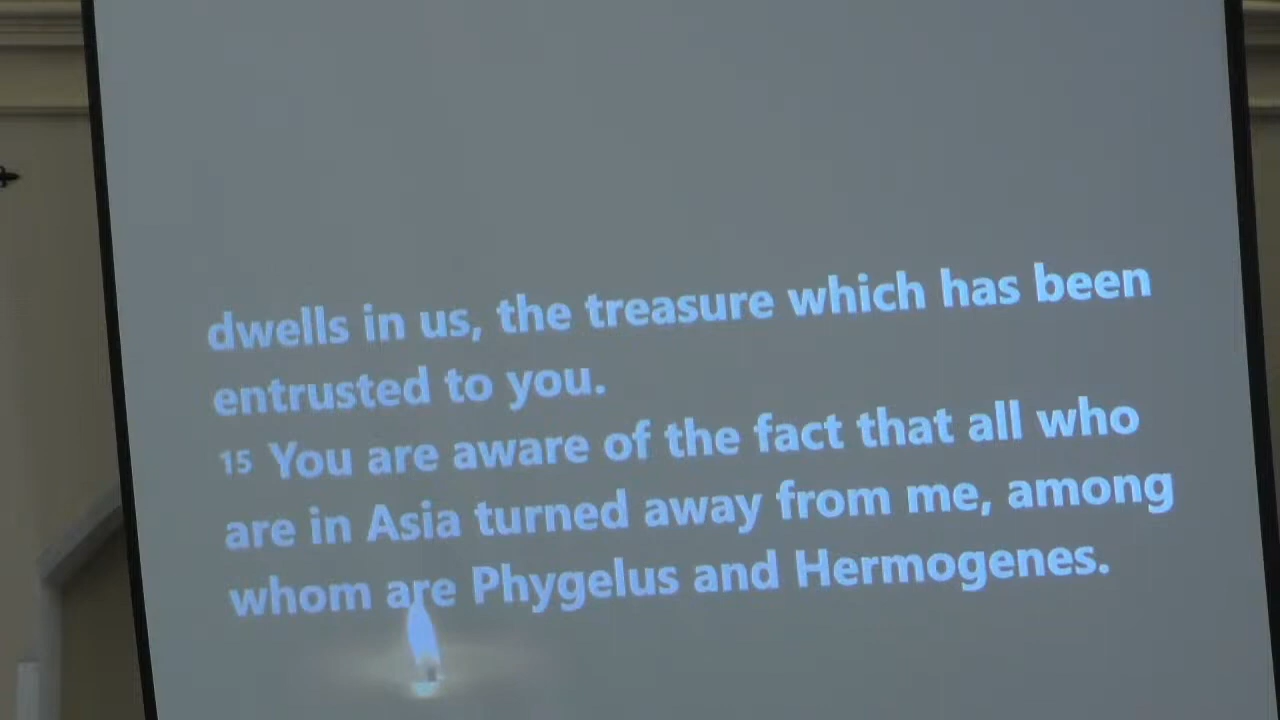 dwells in us, the treasure which has been
entrusted to you.
15 You are aware of the fact that all who
are in Asia turned away from me, among
whom are Phygelus and Hermogenes.